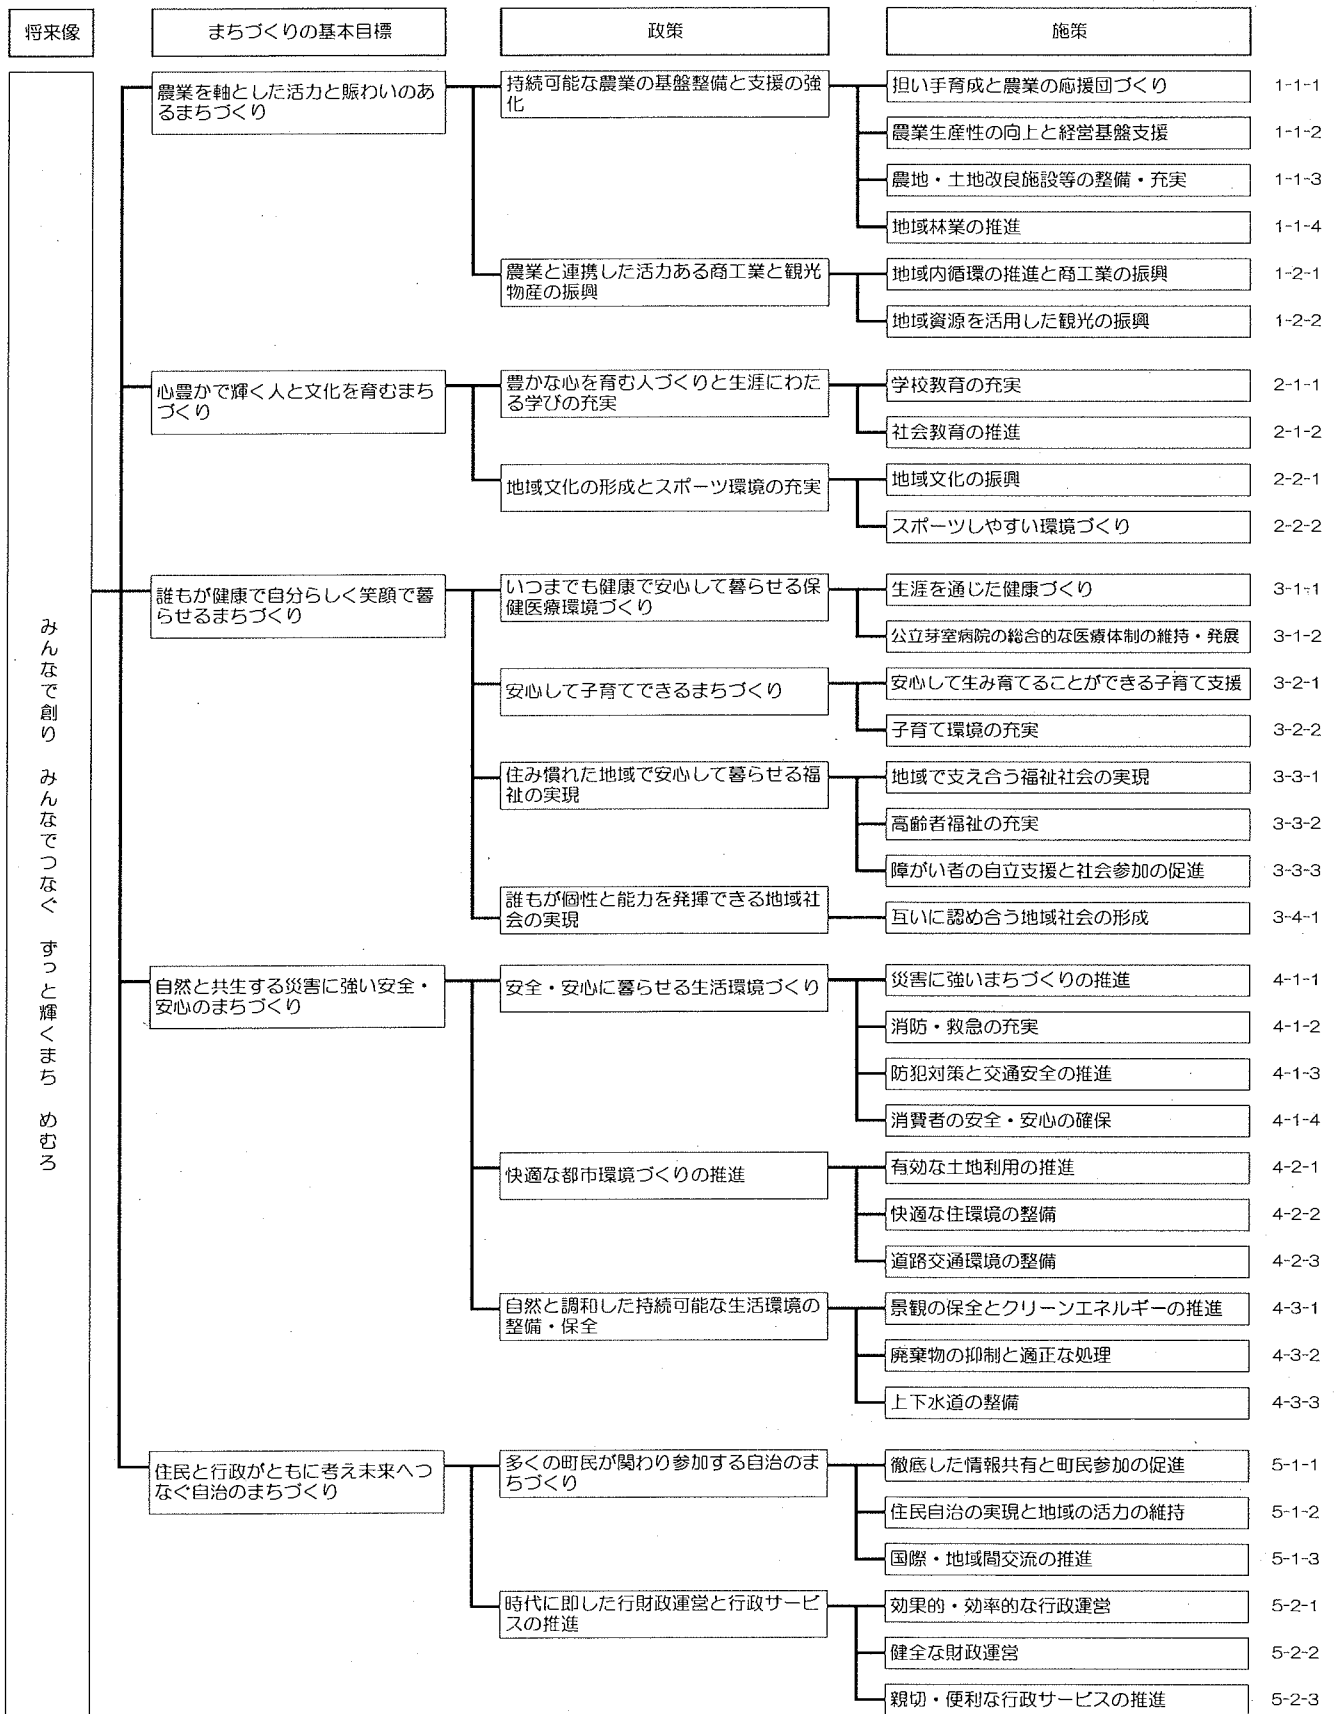 将来像
まちづくりの基本目標
政策
施策
みんなで創り　みんなでつなぐ　ずっと輝くまち　めむろ
農業を軸とした活力と賑わいのあ
るまちづくり
持続可能な農業の基盤整備と支援の強
化
担い手育成と農業の応援団づくり
1-1-1
農業生産性の向上と経営基盤支援
1-1-2
農地・土地改良施設等の整備・充実
1-1-3
地域林業の推進
1-1-4
農業と連携した活力ある商工業と観光
物産の振興
地域内循環の推進と商工業の振興
1-2-1
地域資源を活用した観光の振興
1-2-2
心豊かで輝く人と文化を育むまち
づくり
豊かな心を育む人づくりと生涯にわた
る学びの充実
学校教育の充実
2-1-1
社会教育の推進
2-1-2
地域文化の形成とスポーツ環境の充実
地域文化の振興
2-2-1
スポーツしやすい環境づくり
2-2-2
誰もが健康で自分らしく笑顔で暮
らせるまちづくり
いつまでも健康で安心して暮らせる保
健医療環境づくり
生涯を通じた健康づくり
3-1-1
公立芽室病院の総合的な医療体制の維持・発展
3-1-2
安心して子育てできるまちづくり
安心して生み育てることができる子育て支援
3-2-1
子育て環境の充実
3-2-2
住み慣れた地域で安心して暮らせる福
祉の実現
地域で支え合う福祉社会の実現
3-3-1
高齢者福祉の充実
3-3-2
障がい者の自立支援と社会参加の促進
3-3-3
誰もが個性と能力を発揮できる地域社
会の実現
互いに認め合う地域社会の形成
3-4-1
自然と共生する災害に強い安全・
安心のまちづくり
安全・安心に暮らせる生活環境づくり
災害に強いまちづくりの推進
4-1-1
消防・救急の充実
4-1-2
防犯対策と交通安全の推進
4-1-3
消費者の安全・安心の確保
4-1-4
快適な都市環境づくりの推進
有効な土地利用の推進
4-2-1
快適な住環境の整備
4-2-2
道路交通環境の整備
4-2-3
自然と調和した持続可能な生活環境の
整備・保全
景観の保全とクリーンエネルギーの推進
4-3-1
廃棄物の抑制と適正な処理
4-3-2
上下水道の整備
4-3-3
住民と行政がともに考え未来へつ
なぐ自治のまちづくり
多くの町民が関わり参加する自治のま
ちづくり
徹底した情報共有と町民参加の促進
5-1-1
住民自治の実現と地域の活力の維持
5-1-2
国際・地域間交流の推進
5-1-3
時代に即した行財政運営と行政サービ
スの推進
効果的・効率的な行政運営
5-2-1
健全な財政運営
5-2-2
親切・便利な行政サービスの推進
5-2-3